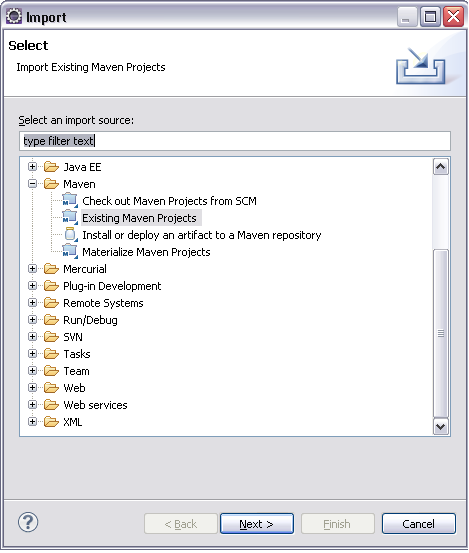 Import
Select
Import Existing Maven Projects
Select an import source:
type filter text
Java EE
Maven
Check out Maven Projects from SCM
Existing Maven Projects
Install or deploy an artifact to a Maven repository
Materialize Maven Projects
Mercurial
Plug-in Development
Remote Systems
Run/Debug
SVN
Tasks
Team
Web
Web services
XML
? < Back Next > Finish Cancel